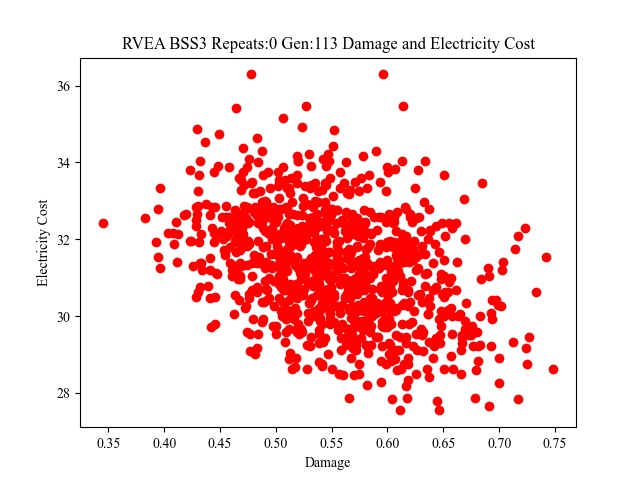 RVEA BSS3 Repeats:0 Gen:113 Damage and Electricity Cost
36
34
32
30
28
Electricity Cost
0.35 0.40 0.45 0.50 0.55 0.60 0.65 0.70 0.75
Damage